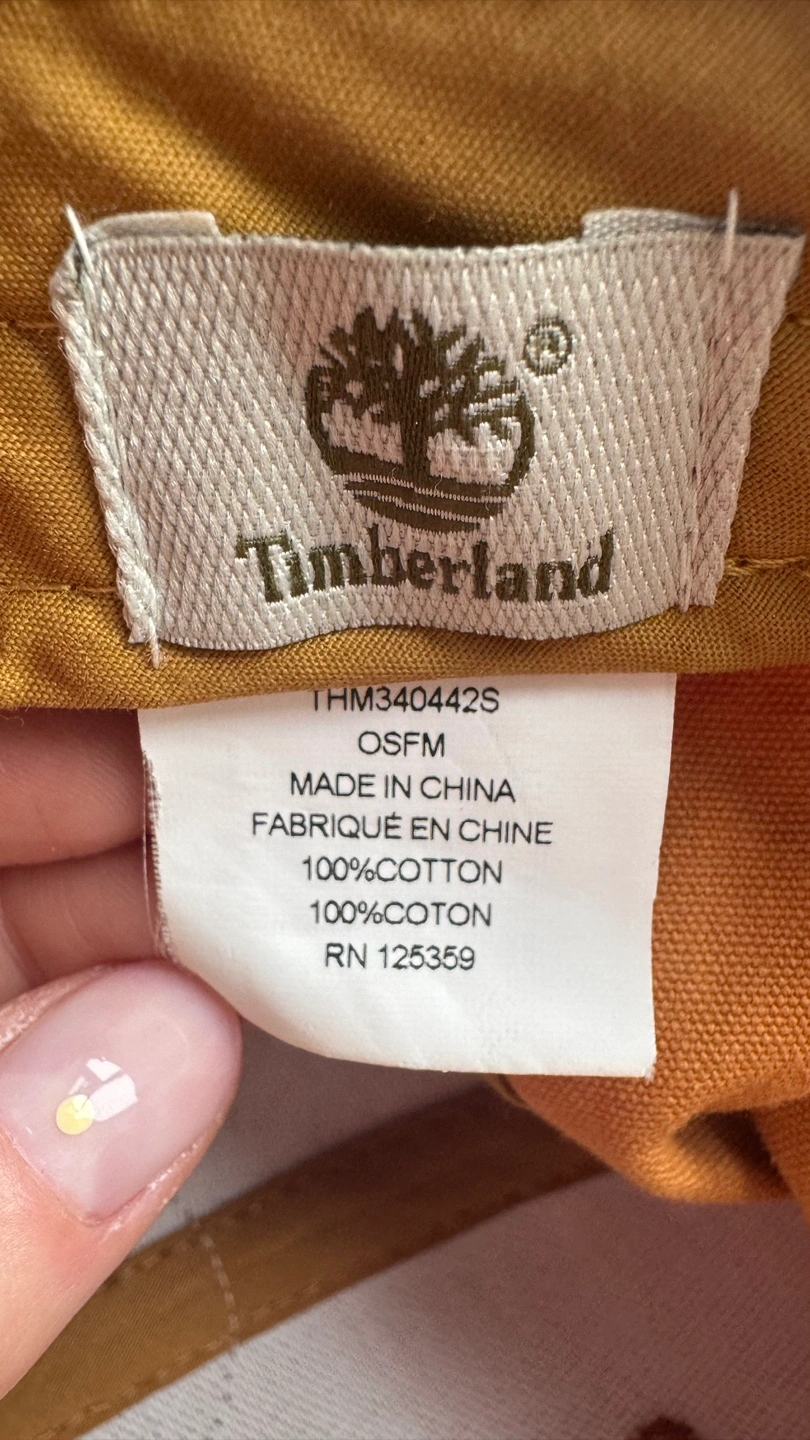 ®
Timberland
THM340442S
OSFM
MADE IN CHINA
FABRIQUÉ EN CHINE
100%COTTON
100%COTON
RN 125359